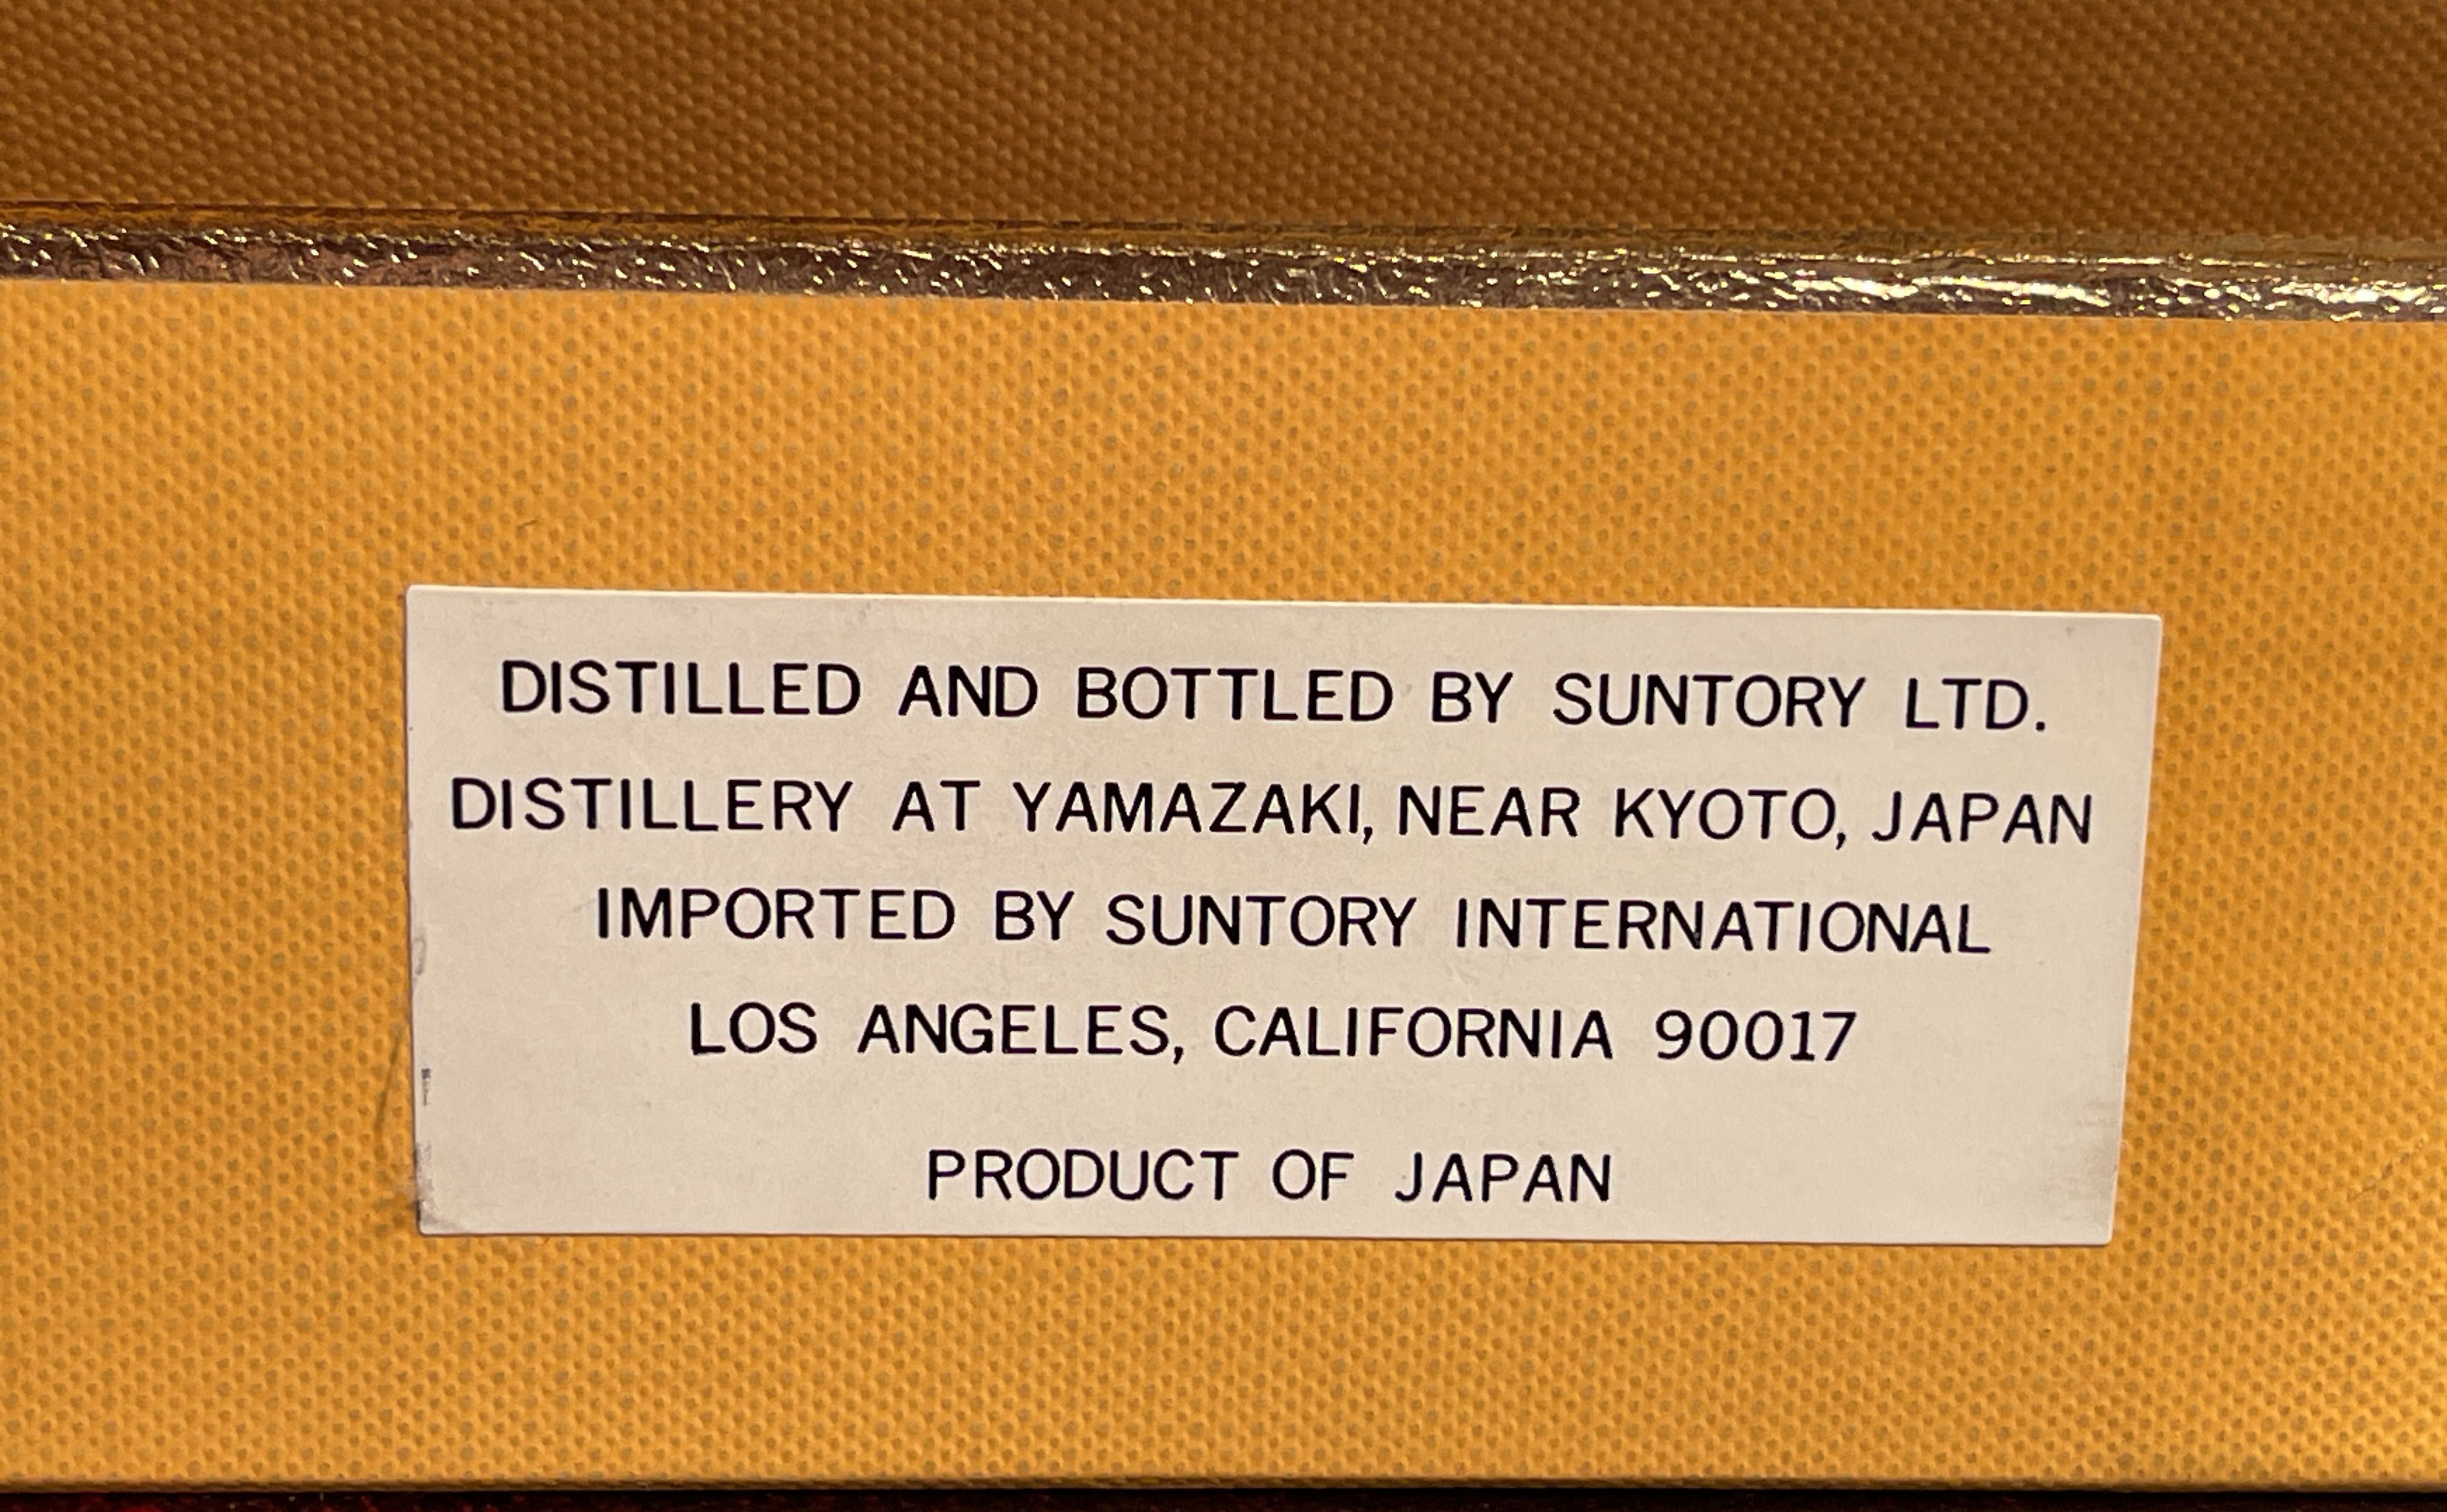 DISTILLED AND BOTTLED BY SUNTORY LTD.
DISTILLERY AT YAMAZAKI, NEAR KYOTO, JAPAN
IMPORTED BY SUNTORY INTERNATIONAL
LOS ANGELES, CALIFORNIA 90017
PRODUCT OF JAPAN